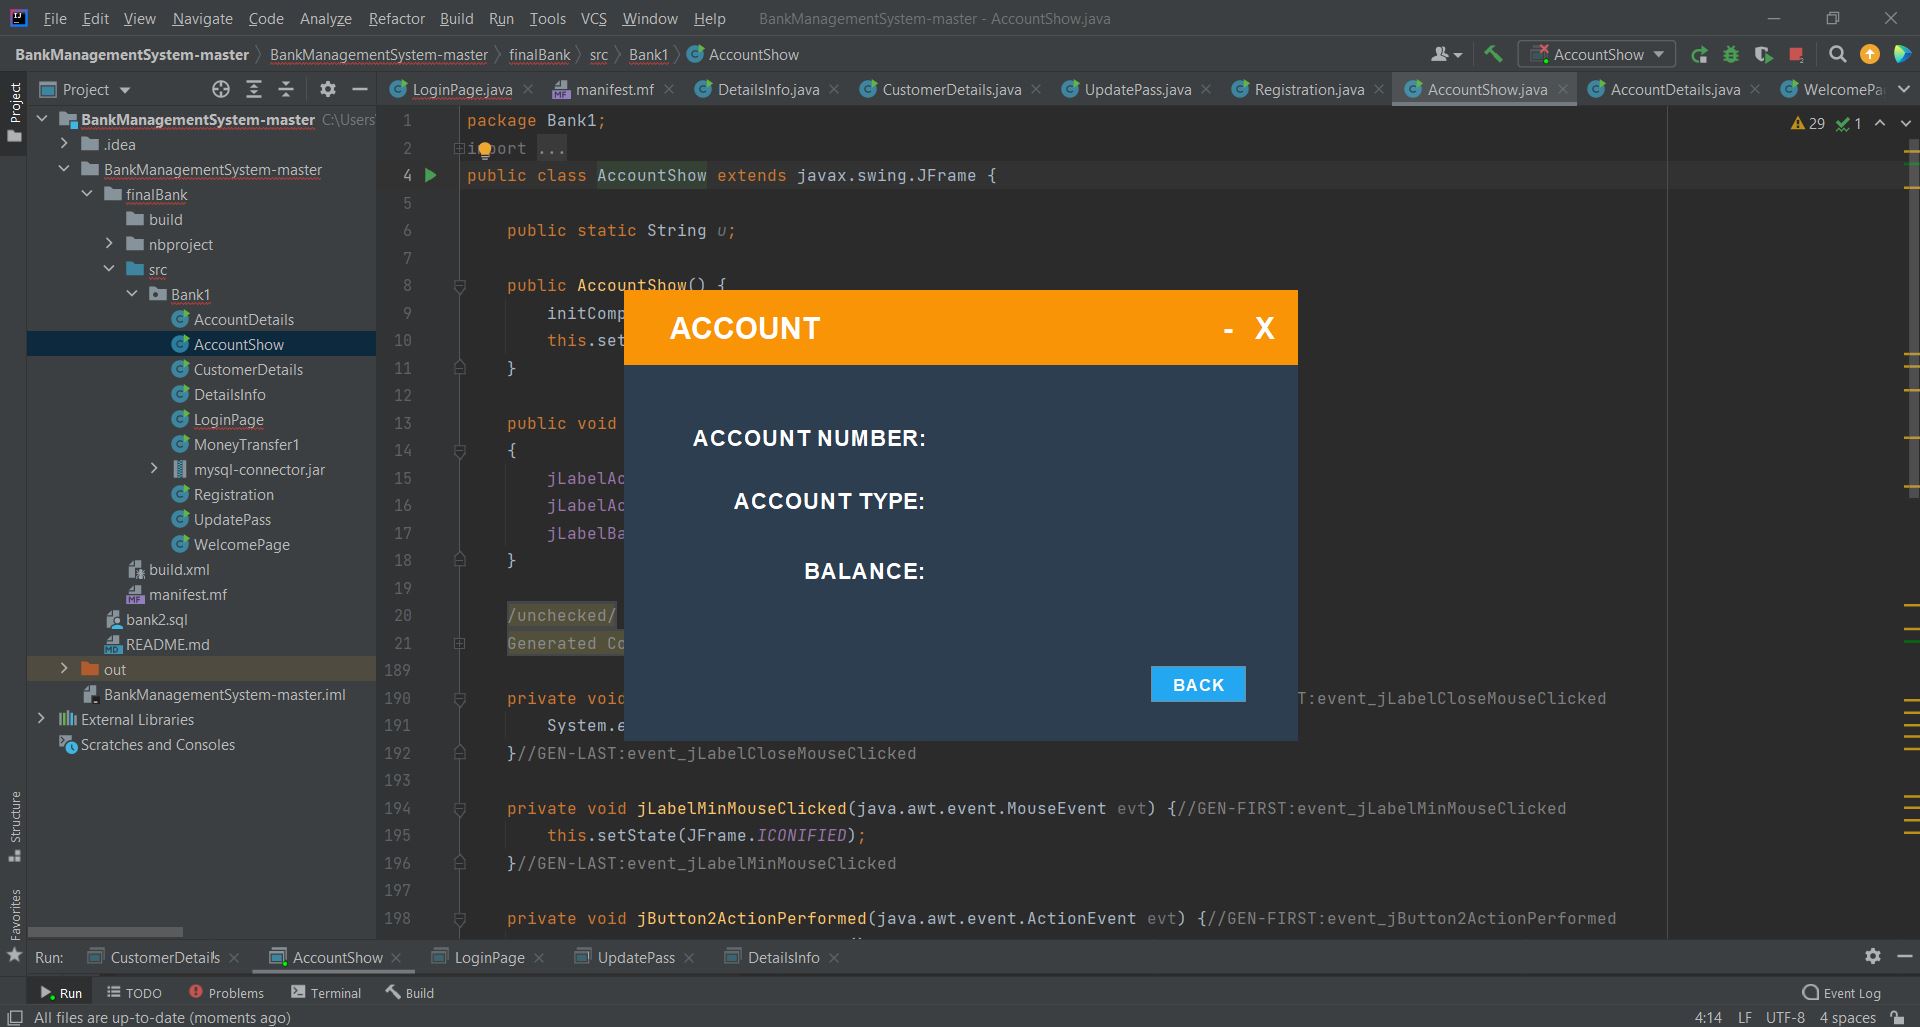 File Edit View Navigate Code Analyze Refactor Build Run Tools VCS Window Help BankManagementSystem-master - AccountShow.java
BankManagementSystem-master BankManagementSystem-master finalBank src Bank1 AccountShow AccountShow
Project LoginPage.java manifest.mf DetailsInfo.java CustomerDetails.java UpdatePass.java Registration.java AccountShow.java AccountDetails.java WelcomePa
Project
BankManagementSystem-master C:\Users
.idea
BankManagementSystem-master
finalBank
build
nbproject
src
Bank1
AccountDetails
AccountShow
CustomerDetails
DetailsInfo
LoginPage
MoneyTransfer1
mysql-connector.jar
Registration
UpdatePass
WelcomePage
build.xml
manifest.mf
bank2.sql
README.md
out
BankManagementSystem-master.iml
External Libraries
Scratches and Consoles
Structure
Favorites
29 1
1 package Bank1;
2 import ...
4 public class AccountShow extends javax.swing.JFrame {
5
6 public static String u;
7
8 public AccountShow() {
9 initComp
10 this.set
11 }
12
13 public void
14 {
15 jLabelAc
16 jLabelAc
17 jLabelBa
18 }
19
20 /unchecked/
21 Generated Co
189
190 private void T:event_jLabelCloseMouseClicked
191 System.e
192 }//GEN-LAST:event_jLabelCloseMouseClicked
193
194 private void jLabelMinMouseClicked(java.awt.event.MouseEvent evt) {//GEN-FIRST:event_jLabelMinMouseClicked
195 this.setState(JFrame.ICONIFIED);
196 }//GEN-LAST:event_jLabelMinMouseClicked
197
198 private void jButton2ActionPerformed(java.awt.event.ActionEvent evt) {//GEN-FIRST:event_jButton2ActionPerformed
ACCOUNT - X
ACCOUNT NUMBER:
ACCOUNT TYPE:
BALANCE:
BACK
Run: CustomerDetails AccountShow LoginPage UpdatePass DetailsInfo
Run TODO Problems Terminal Build Event Log
All files are up-to-date (moments ago) 4:14 LF UTF-8 4 spaces